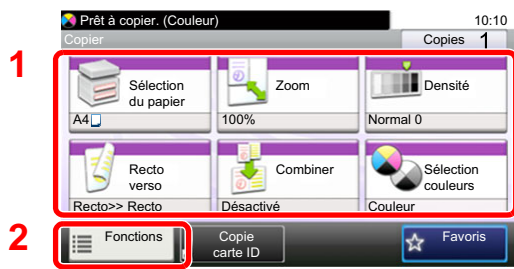 Prêt à copier. (Couleur)
10:10
Copier
Copies 1
1
Sélection
du papier
A4
Zoom
100%
Densité
Normal 0
Recto
verso
Recto>> Recto
Combiner
Désactivé
Sélection
couleurs
Couleur
2
Fonctions
Copie
carte ID
Favoris